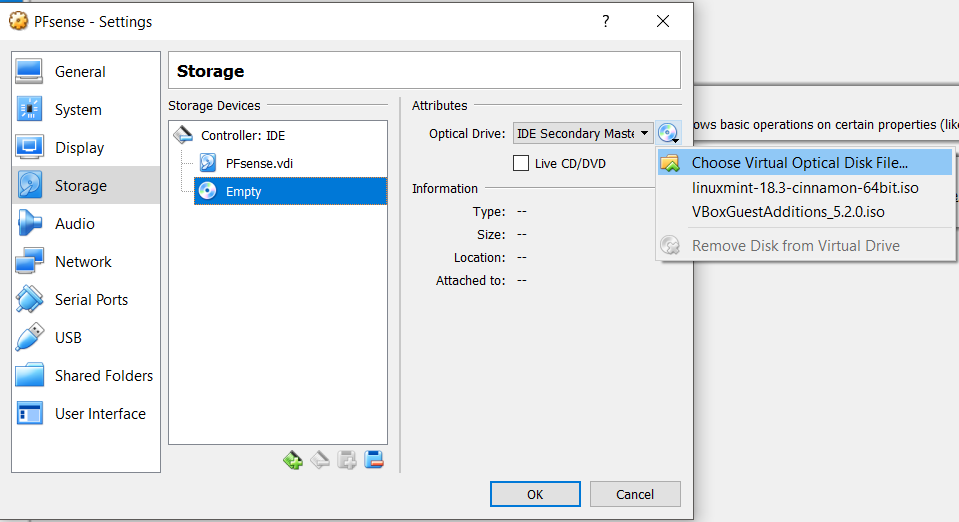 PFsense - Settings
?
General
System
Display
Storage
Audio
Network
Serial Ports
USB
Shared Folders
User Interface
Storage
Storage Devices
Controller: IDE
PFsense.vdi
Empty
Attributes
Optical Drive: IDE Secondary Maste
Live CD/DVD
Information
Type: --
Size: --
Location: --
Attached to: --
ows basic operations on certain properties (lik
Choose Virtual Optical Disk File...
linuxmint-18.3-cinnamon-64bit.iso
VBoxGuestAdditions_5.2.0.iso
Remove Disk from Virtual Drive
OK
Cancel